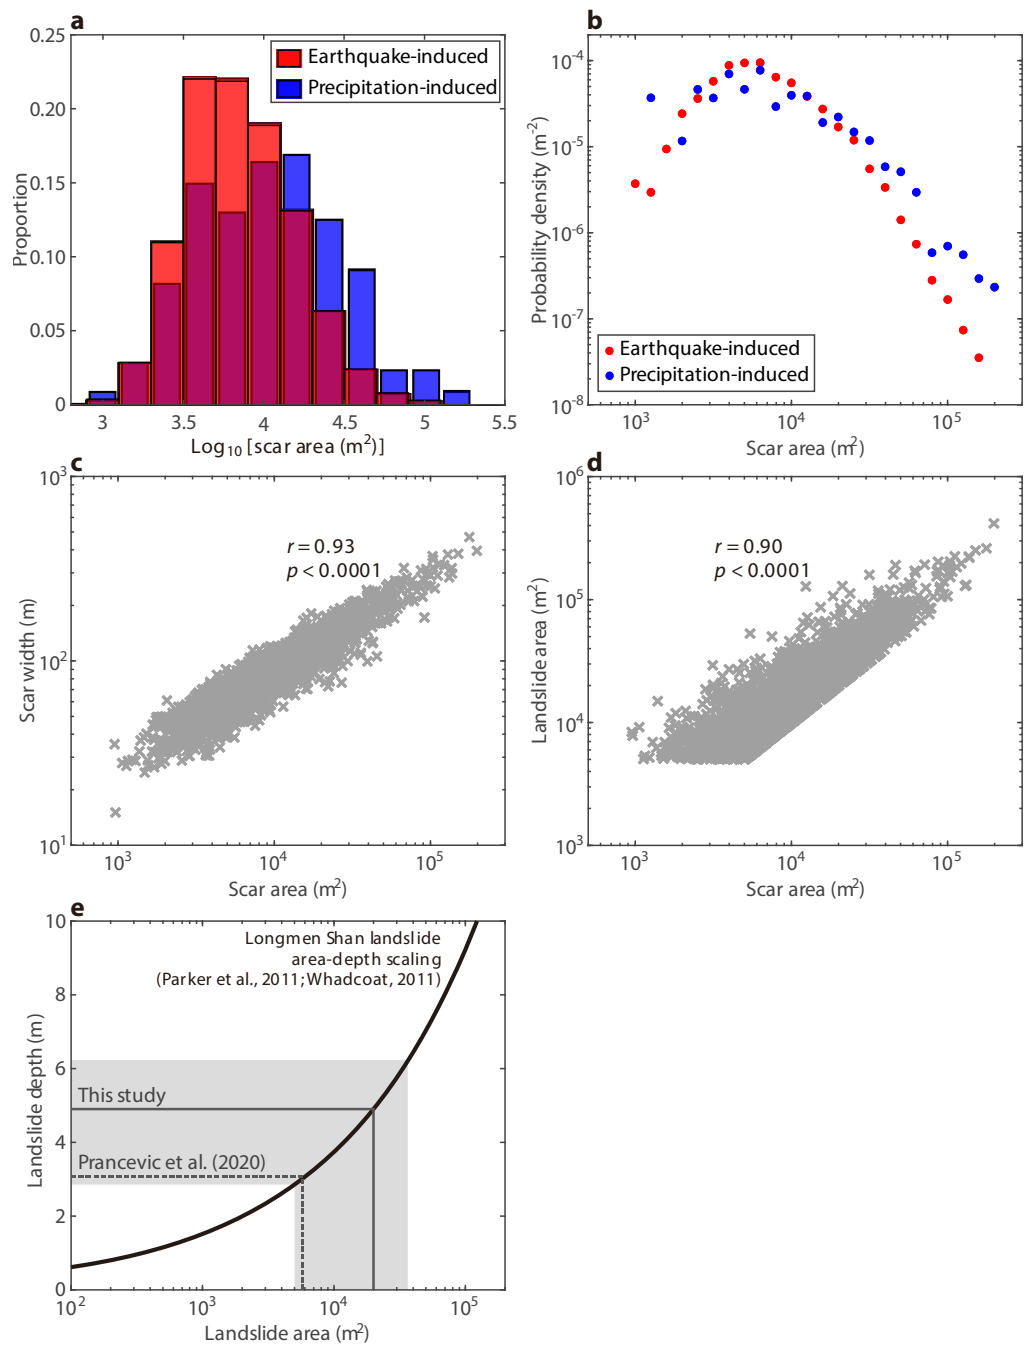 a
0.25
0.20
0.15
0.10
0.05
0
Proportion
Earthquake-induced
Precipitation-induced
3
3.5
4
4.5
5
5.5
Log10 [scar area (m2)]
b
10-4
10-5
10-6
10-7
10-8
Probability density (m-2)
Earthquake-induced
Precipitation-induced
103
104
105
Scar area (m2)
c
103
102
101
Scar width (m)
r = 0.93
p < 0.0001
103
104
105
Scar area (m2)
d
106
105
104
103
Landslide area (m2)
r = 0.90
p < 0.0001
103
104
105
Scar area (m2)
e
10
8
6
4
2
0
Landslide depth (m)
Longmen Shan landslide
area-depth scaling
(Parker et al., 2011; Whadcoat, 2011)
This study
Prancevic et al. (2020)
102
103
104
105
Landslide area (m2)